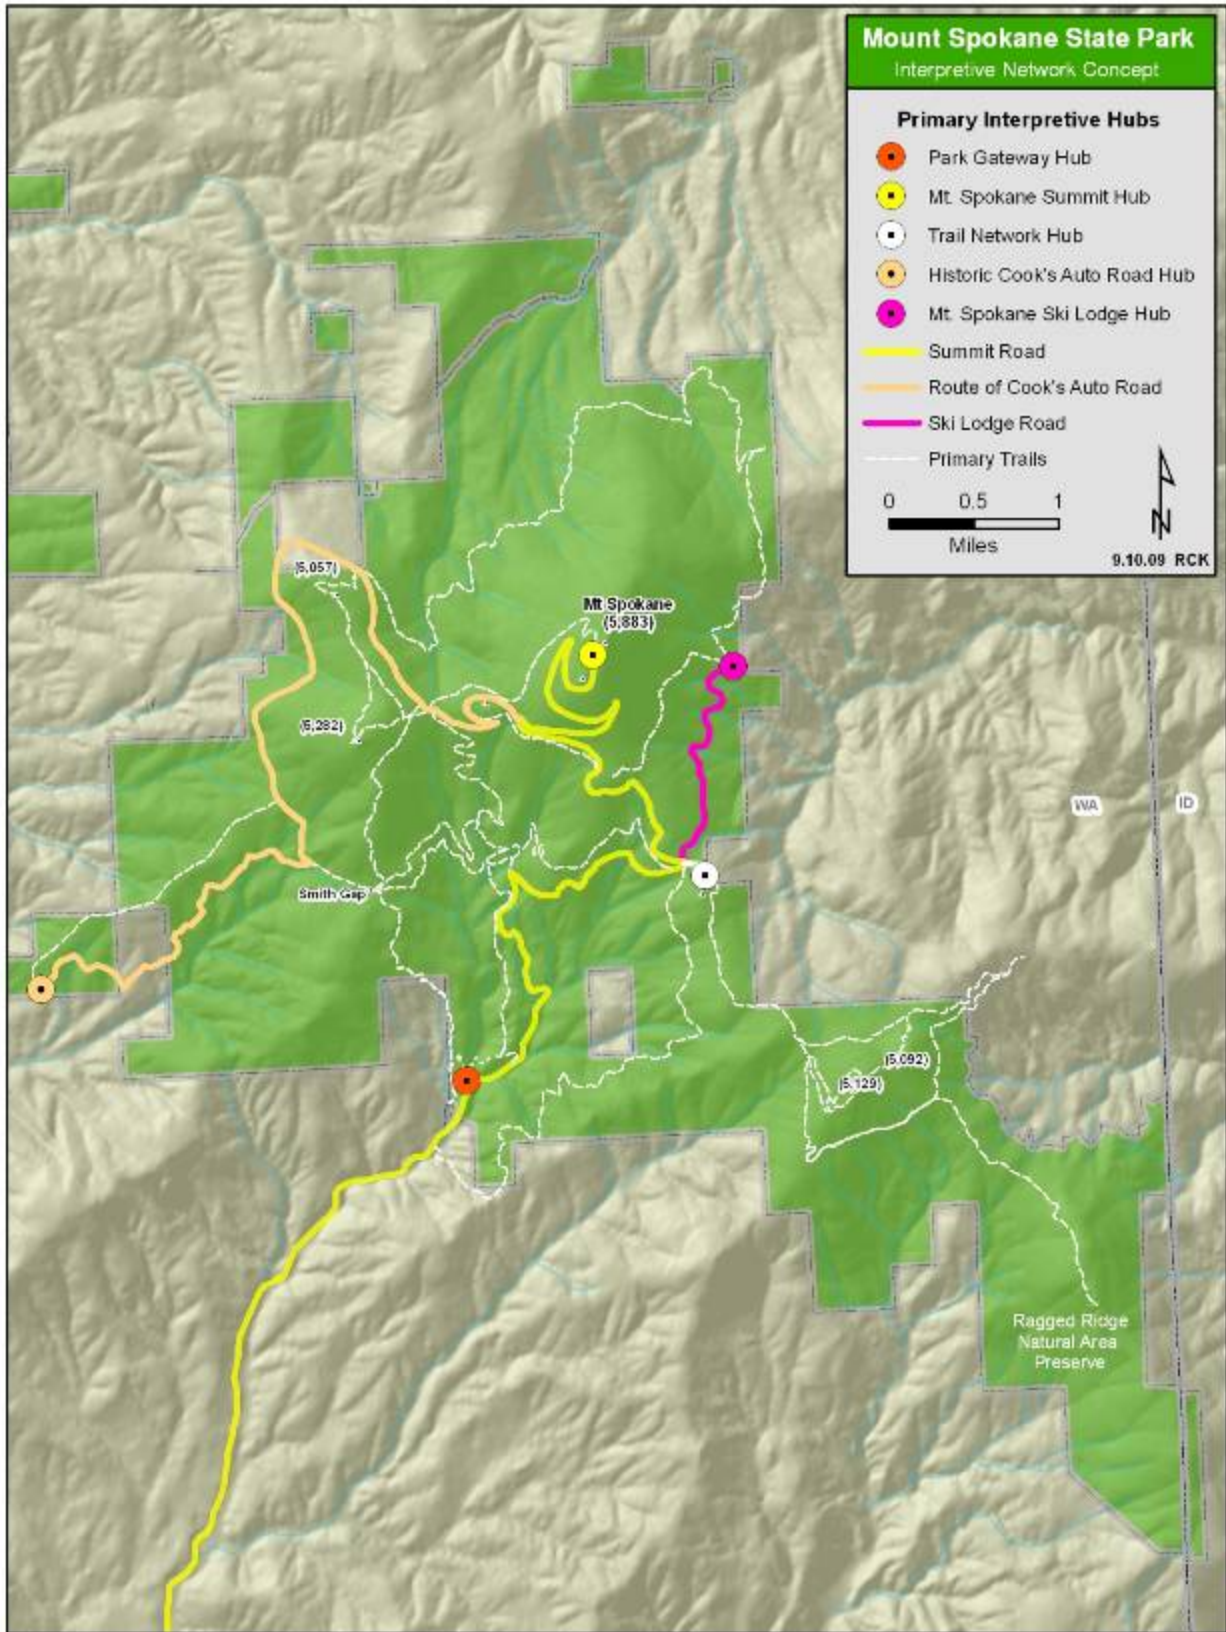 Mount Spokane State Park
Interpretive Network Concept
Primary Interpretive Hubs
Park Gateway Hub
Mt. Spokane Summit Hub
Trail Network Hub
Historic Cook's Auto Road Hub
Mt. Spokane Ski Lodge Hub
Summit Road
Route of Cook's Auto Road
Ski Lodge Road
Primary Trails
0 0.5 1
Miles
N
9.10.09 RCK
(5,057)
Mt Spokane
(5,883)
(5,282)
WA
ID
Smith Gap
(5,092)
(5,129)
Ragged Ridge
Natural Area
Preserve